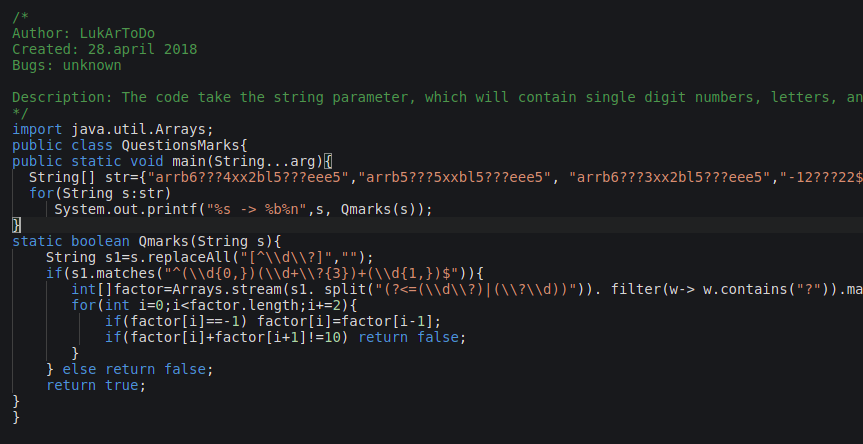 /*
Author: LukArToDo
Created: 28.april 2018
Bugs: unknown
Description: The code take the string parameter, which will contain single digit numbers, letters, an
*/
import java.util.Arrays;
public class QuestionsMarks{
public static void main(String...arg){
String[] str={"arrb6???4xx2bl5???eee5","arrb5???5xxbl5???eee5", "arrb6???3xx2bl5???eee5","-12???22$
for(String s:str)
System.out.printf("%s -> %b%n",s, Qmarks(s));
}
static boolean Qmarks(String s){
String s1=s.replaceAll("[^\\d\\?]","");
if(s1.matches("^(\\d{0,})(\\d+\\?{3})+(\\d{1,})$")){
int[]factor=Arrays.stream(s1. split("(?<=(\\d\\?)|(\\?\\d))")). filter(w-> w.contains("?")).ma
for(int i=0;i<factor.length;i+=2){
if(factor[i]==-1) factor[i]=factor[i-1];
if(factor[i]+factor[i+1]!=10) return false;
}
} else return false;
return true;
}
}